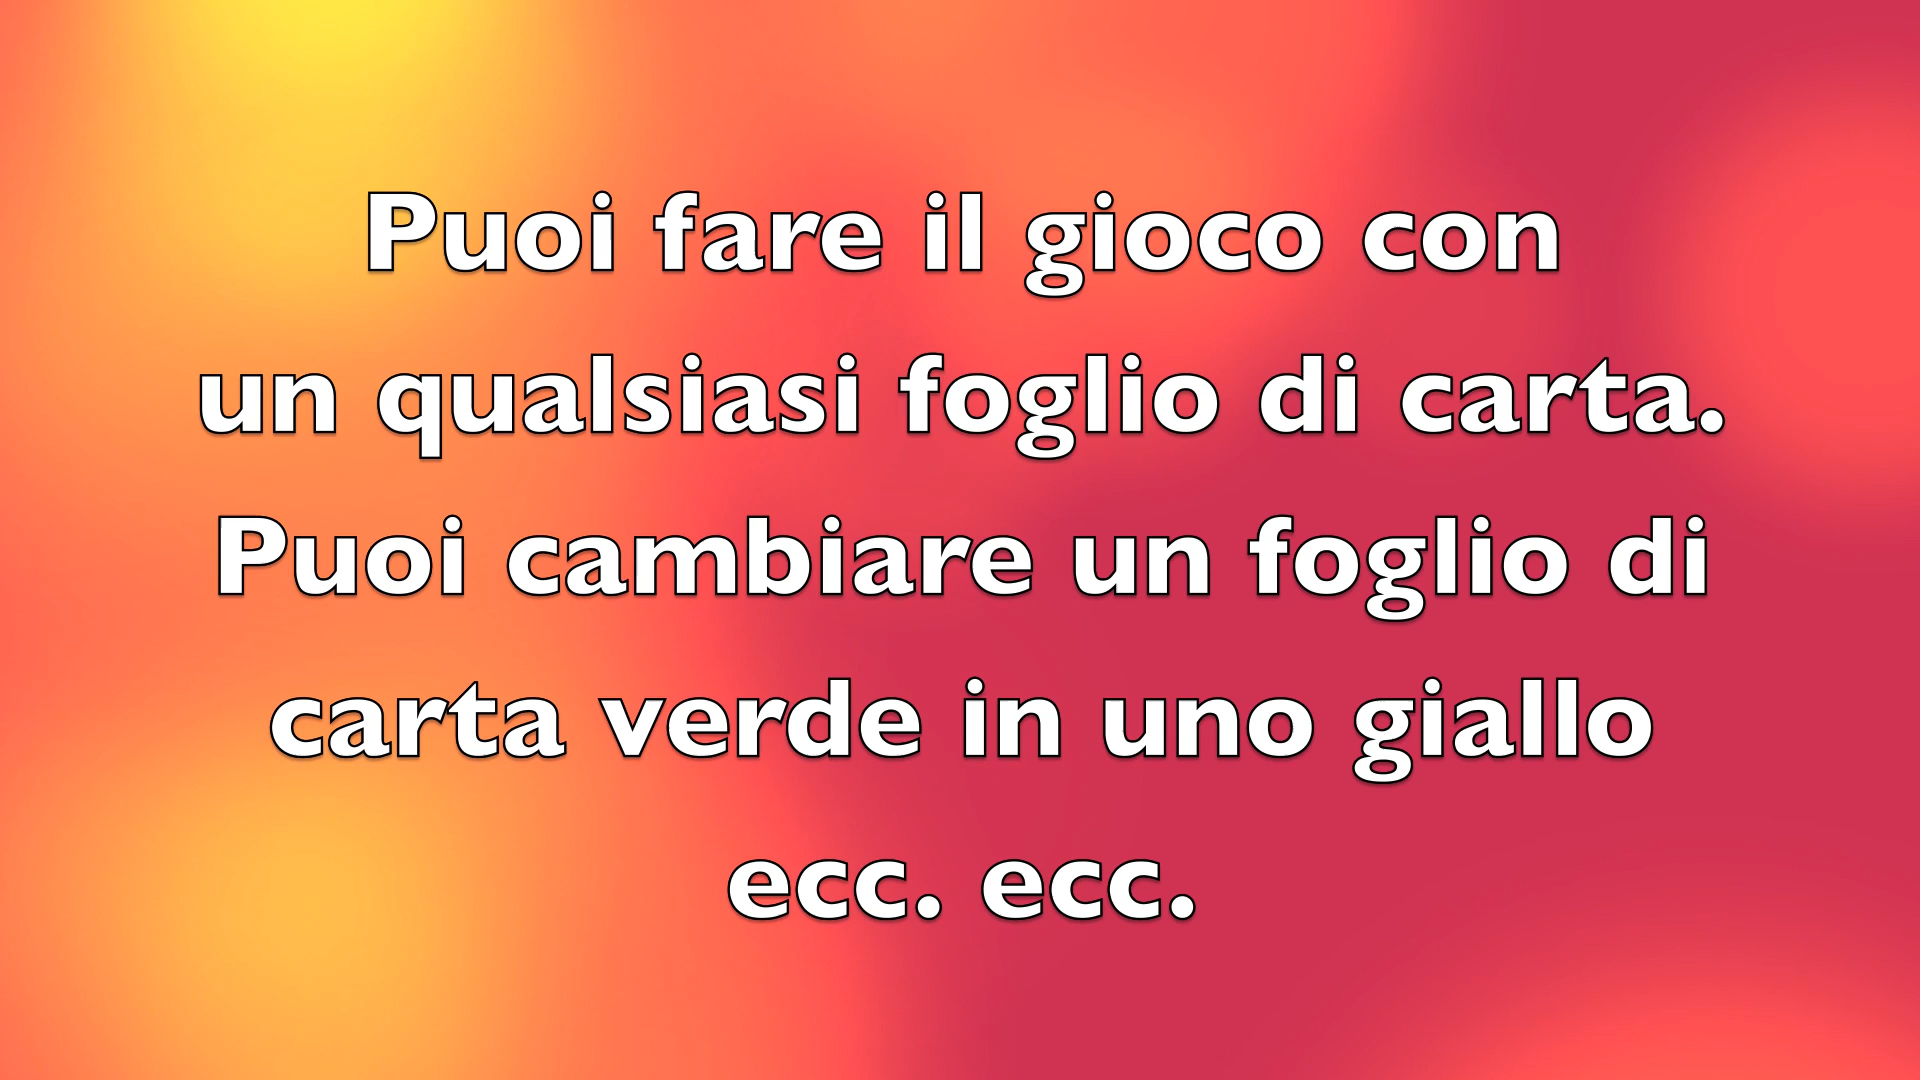 Puoi fare il gioco con
un qualsiasi foglio di carta.
Puoi cambiare un foglio di
carta verde in uno giallo
ecc. ecc.